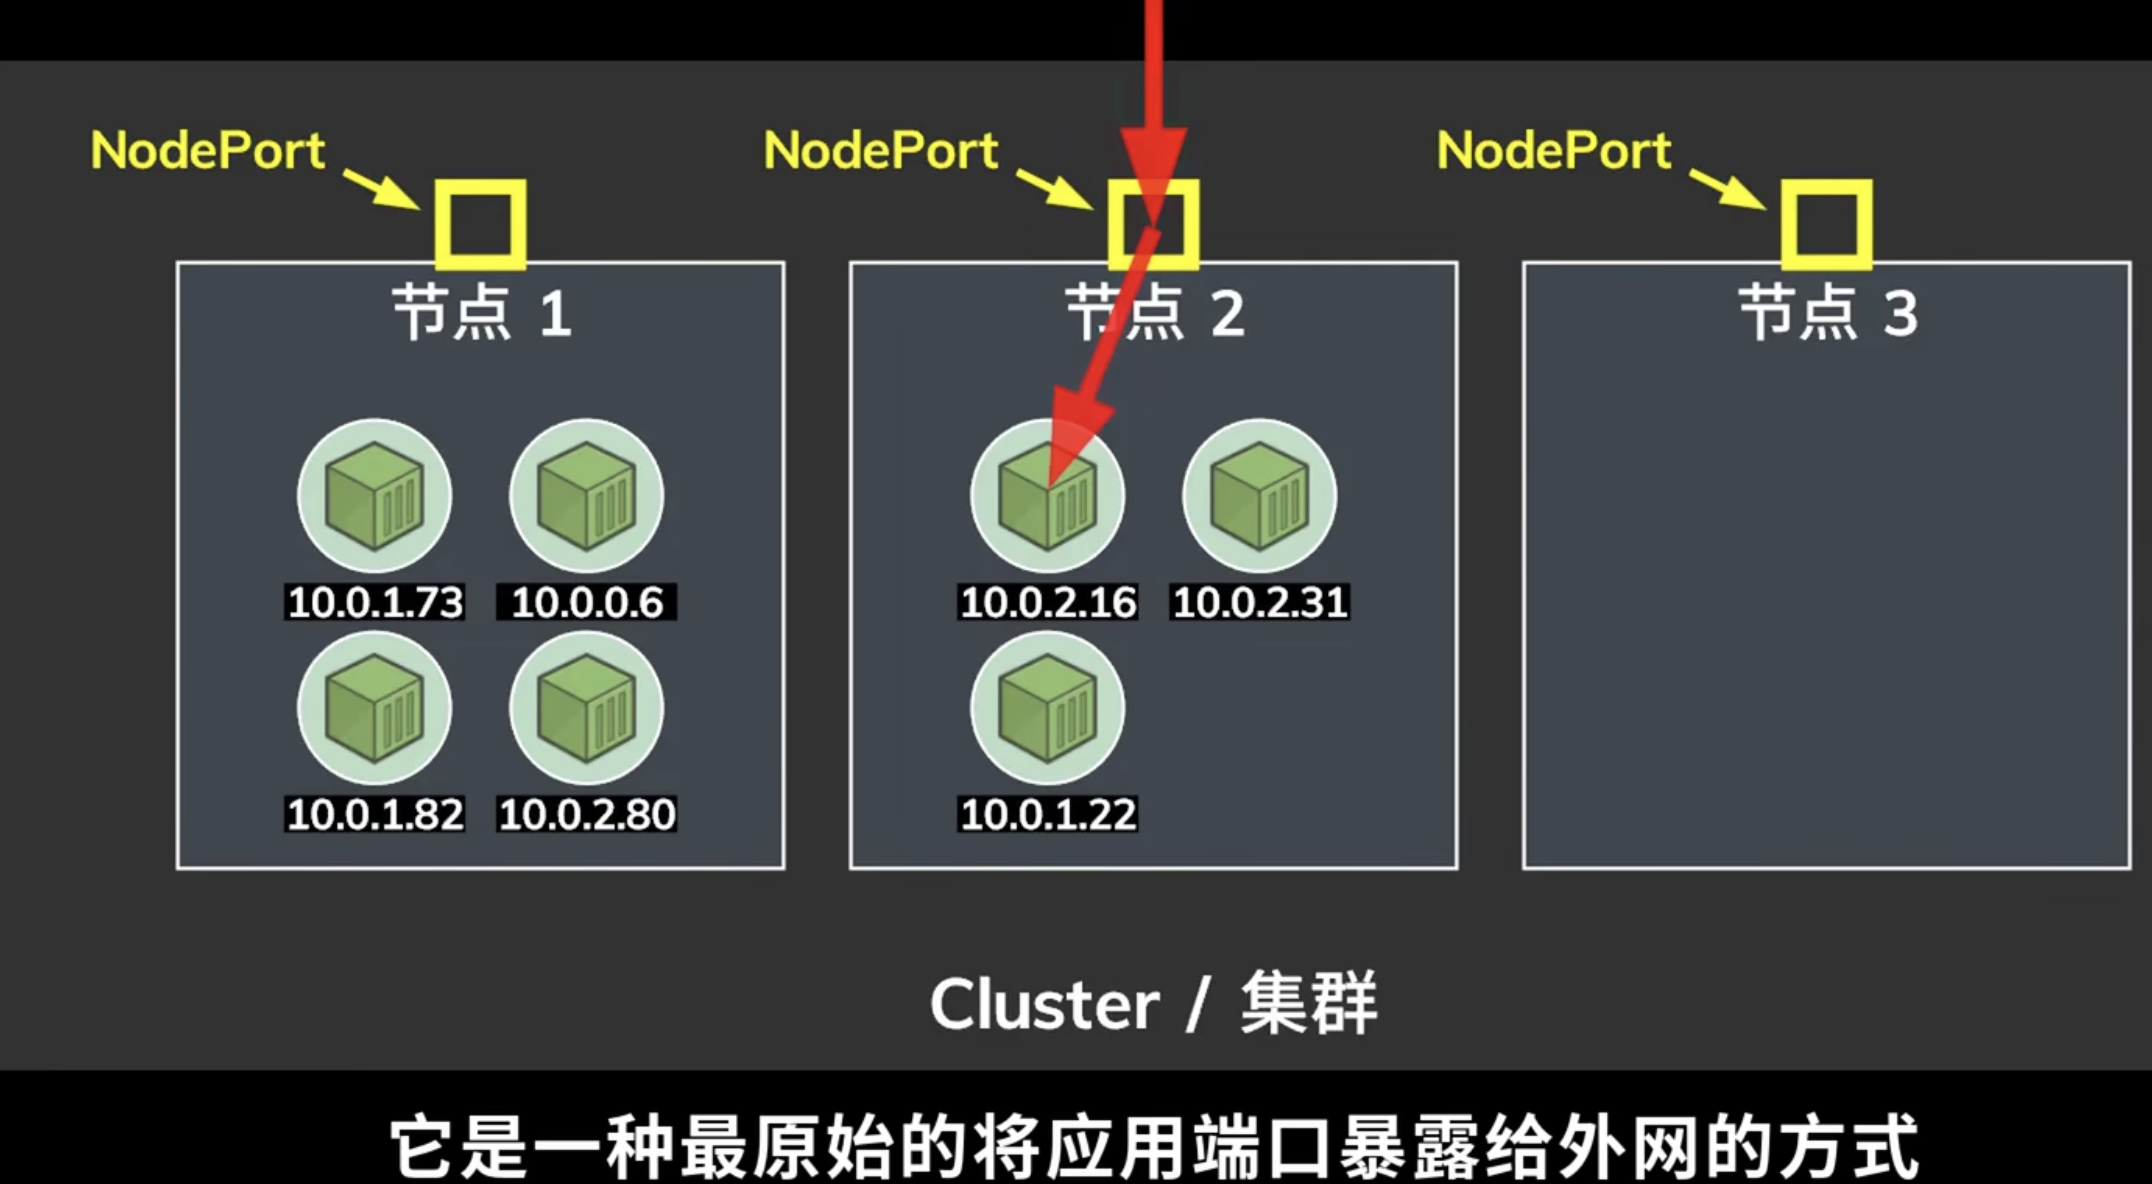 NodePort
NodePort
NodePort
节点 1
节点 2
节点 3
10.0.1.73
10.0.0.6
10.0.2.16
10.0.2.31
10.0.1.82
10.0.2.80
10.0.1.22
Cluster / 集群
它是一种最原始的将应用端口暴露给外网的方式